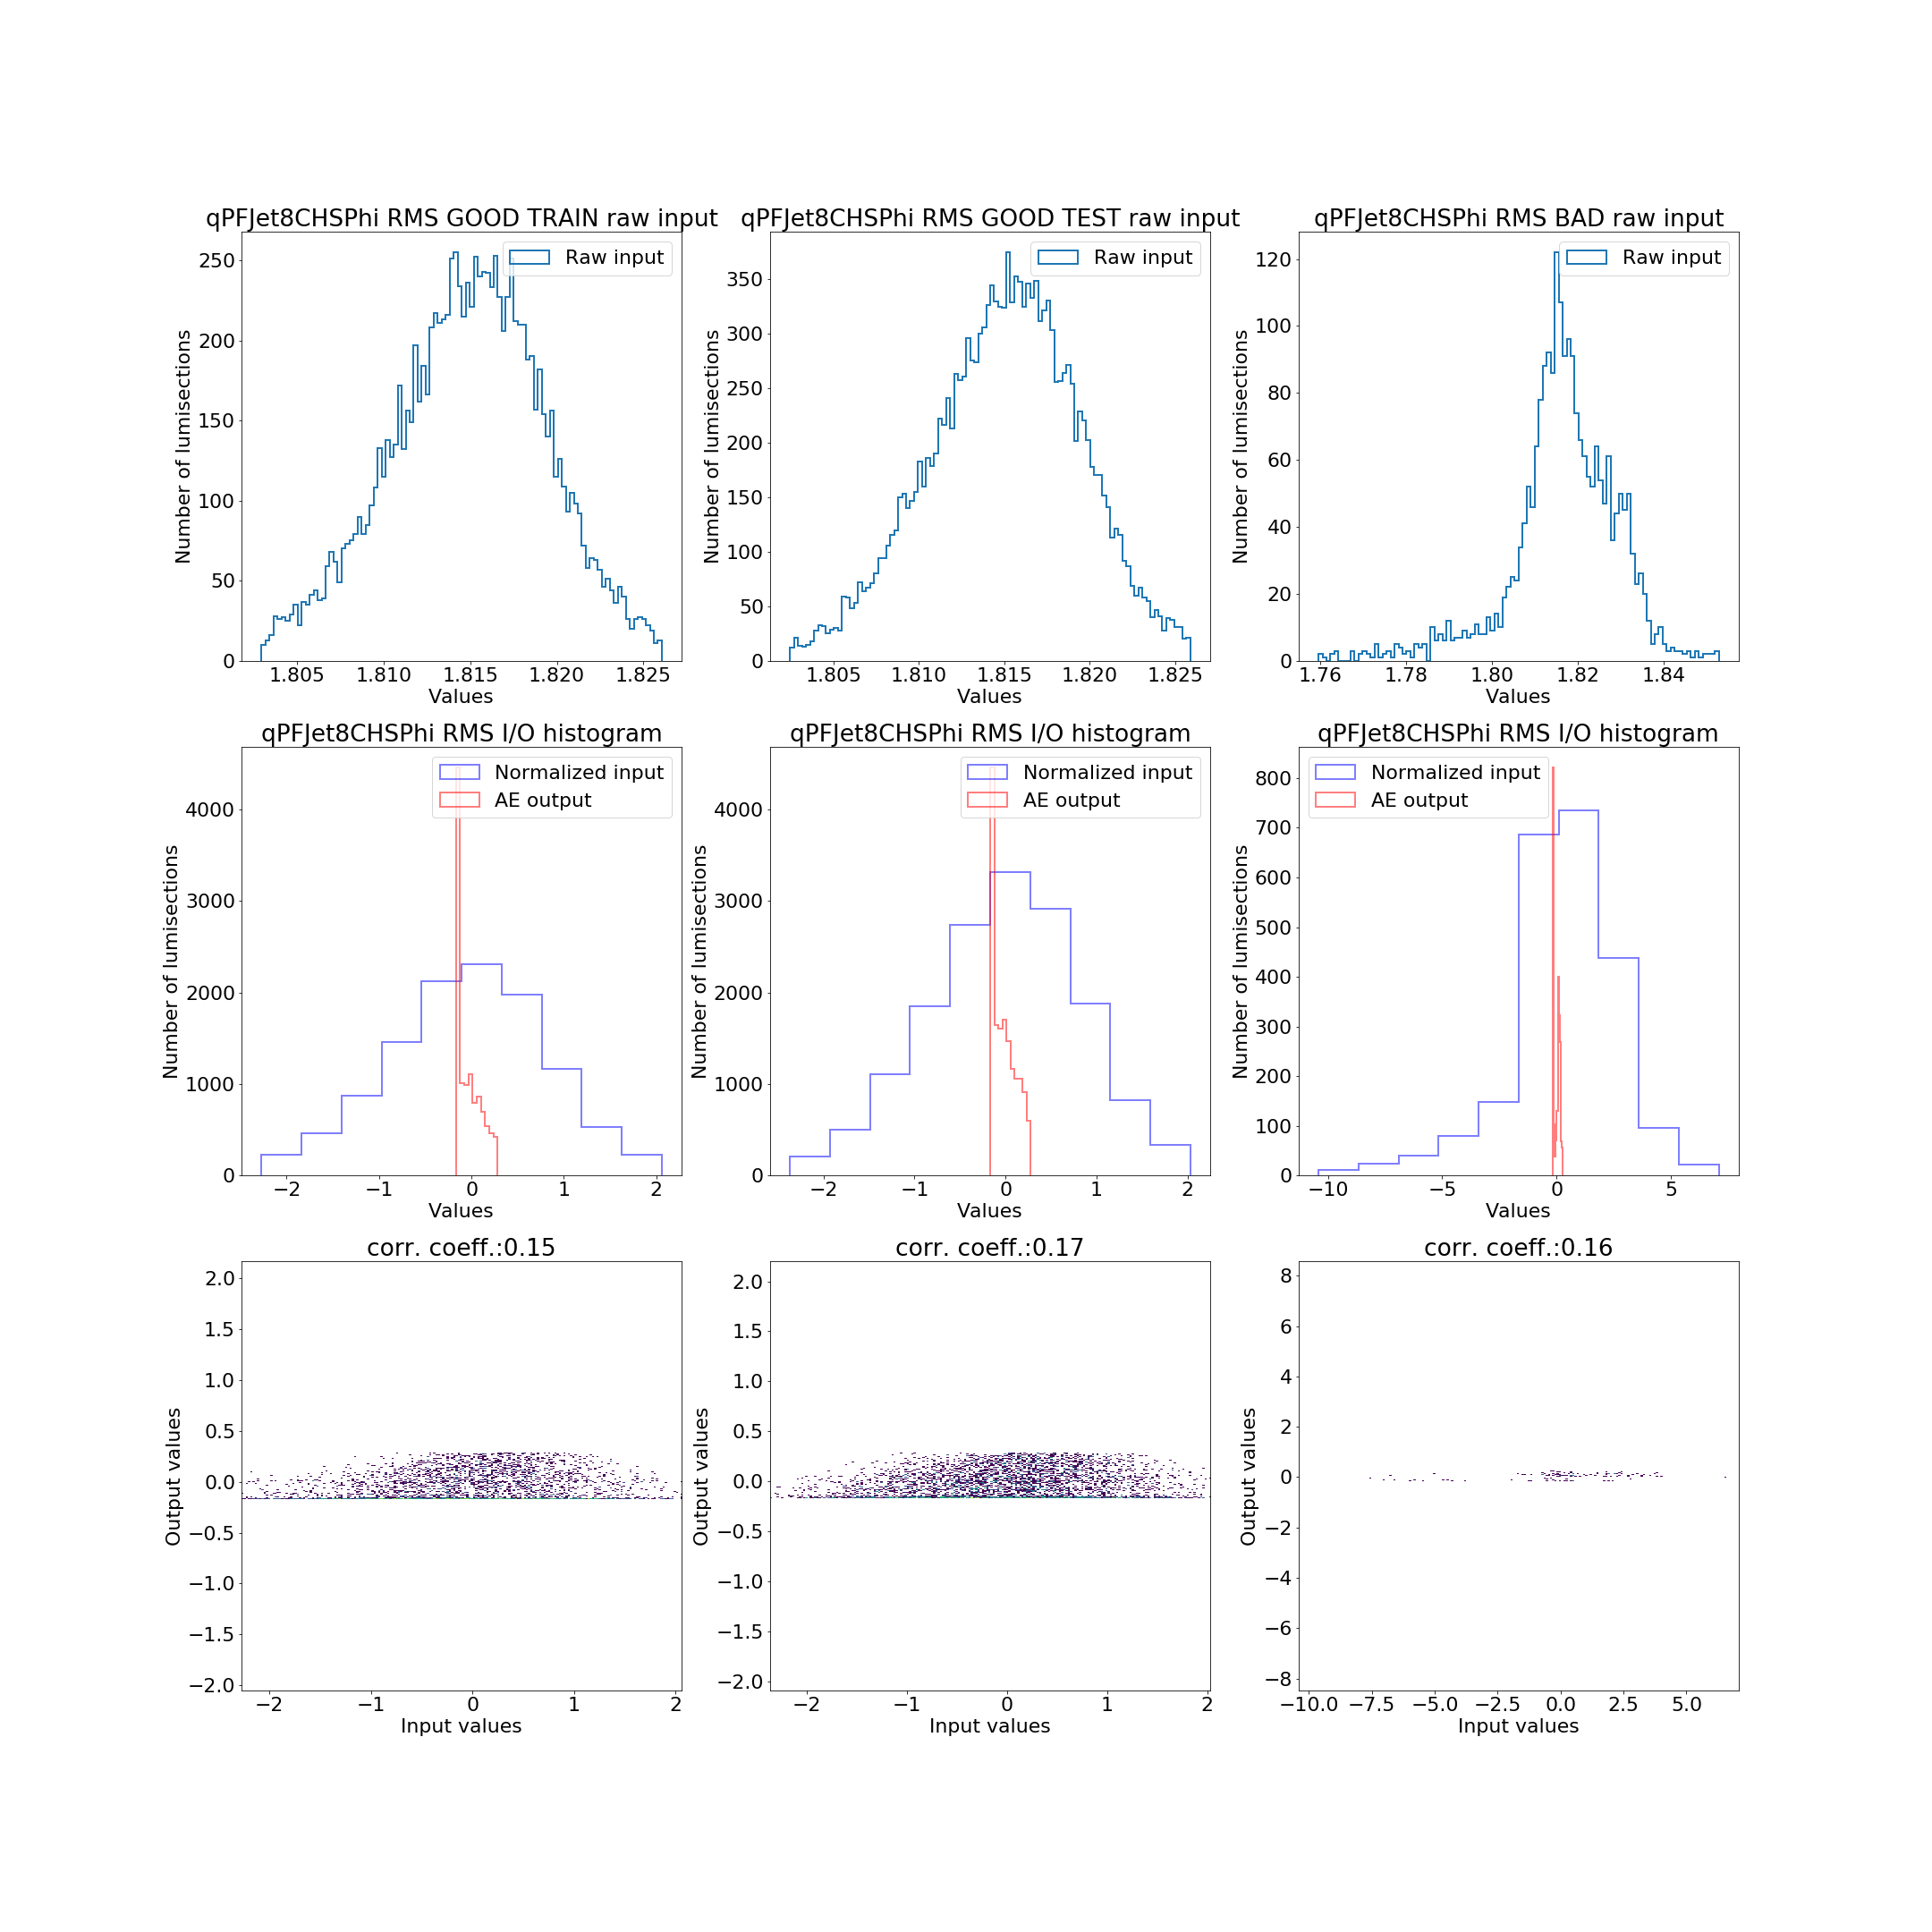 qPFJet8CHSPhi RMS GOOD TRAIN raw input
250
200
150
100
50
0
Number of lumisections
Raw input
1.805 1.810 1.815 1.820 1.825
Values
qPFJet8CHSPhi RMS GOOD TEST raw input
350
300
250
200
150
100
50
0
Number of lumisections
Raw input
1.805 1.810 1.815 1.820 1.825
Values
qPFJet8CHSPhi RMS BAD raw input
120
100
80
60
40
20
0
Number of lumisections
Raw input
1.76 1.78 1.80 1.82 1.84
Values
qPFJet8CHSPhi RMS I/O histogram
Normalized input
AE output
4000
3000
2000
1000
0
Number of lumisections
−2 −1 0 1 2
Values
qPFJet8CHSPhi RMS I/O histogram
Normalized input
AE output
4000
3000
2000
1000
0
Number of lumisections
−2 −1 0 1 2
Values
qPFJet8CHSPhi RMS I/O histogram
Normalized input
AE output
800
700
600
500
400
300
200
100
0
Number of lumisections
−10 −5 0 5
Values
corr. coeff.:0.15
2.0
1.5
1.0
0.5
0.0
−0.5
−1.0
−1.5
−2.0
Output values
−2 −1 0 1 2
Input values
corr. coeff.:0.17
2.0
1.5
1.0
0.5
0.0
−0.5
−1.0
−1.5
−2.0
Output values
−2 −1 0 1 2
Input values
corr. coeff.:0.16
8
6
4
2
0
−2
−4
−6
−8
Output values
−10.0 −7.5 −5.0 −2.5 0.0 2.5 5.0
Input values